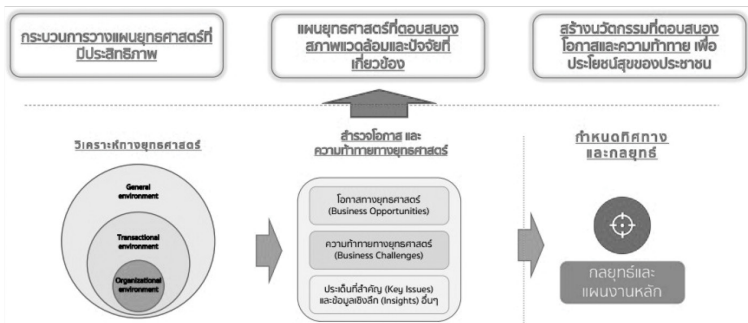 กระบวนการวางแผนยุทธศาสตร์ที่
มีประสิทธิภาพ
แผนยุทธศาสตร์ที่ตอบสนอง
สภาพแวดล้อมและปัจจัยที่
เกี่ยวข้อง
สร้างนวัตกรรมที่ตอบสนอง
โอกาสและความท้าทาย เพื่อ
ประโยชน์สุขของประชาชน
วิเคราะห์ทางยุทธศาสตร์
General
environment
Transactional
environment
Organizational
environment
สำรวจโอกาส และ
ความท้าทายทางยุทธศาสตร์
โอกาสทางยุทธศาสตร์
(Business Opportunities)
ความท้าทายทางยุทธศาสตร์
(Business Challenges)
ประเด็นที่สำคัญ (Key Issues)
และข้อมูลเชิงลึก (Insights) อื่นๆ
กำหนดทิศทาง
และกลยุทธ์
กลยุทธ์และ
แผนงานหลัก